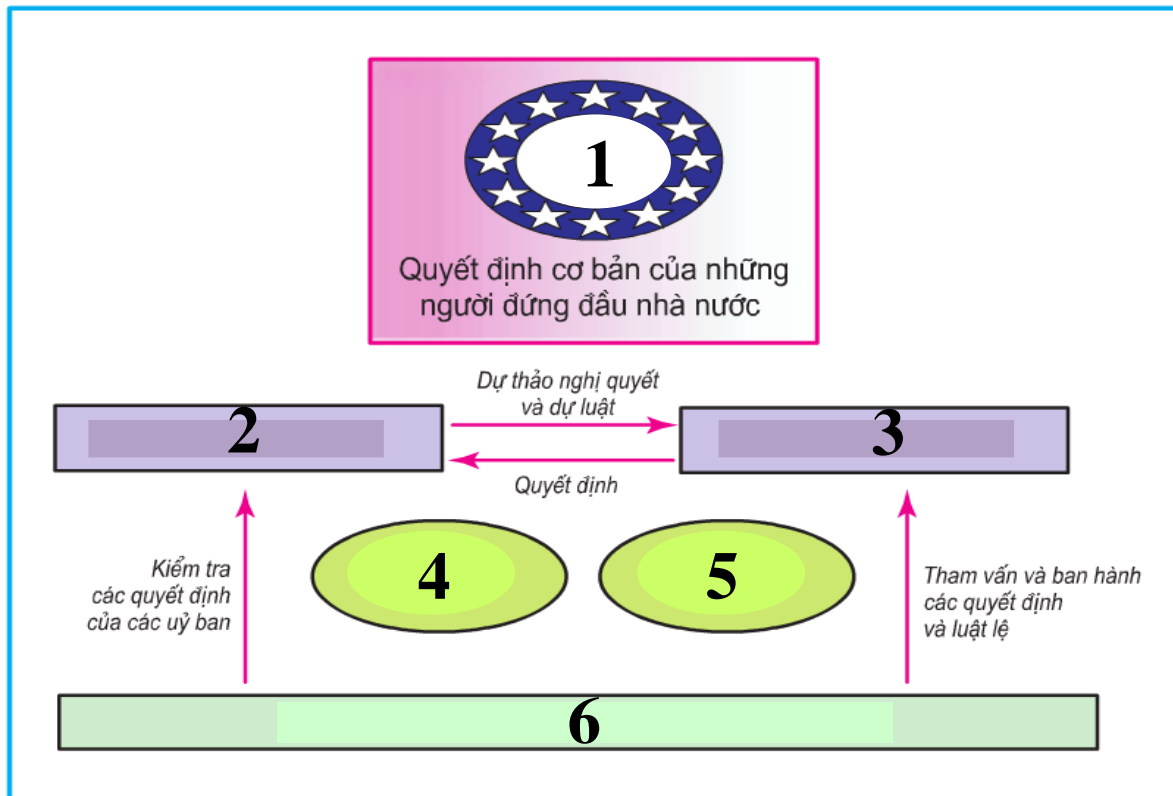 1
Quyết định cơ bản của những
người đứng đầu nhà nước
Dự thảo nghị quyết
và dự luật
2
3
Quyết định
Kiểm tra
các quyết định
của các uỷ ban
4
5
Tham vấn và ban hành
các quyết định
và luật lệ
6